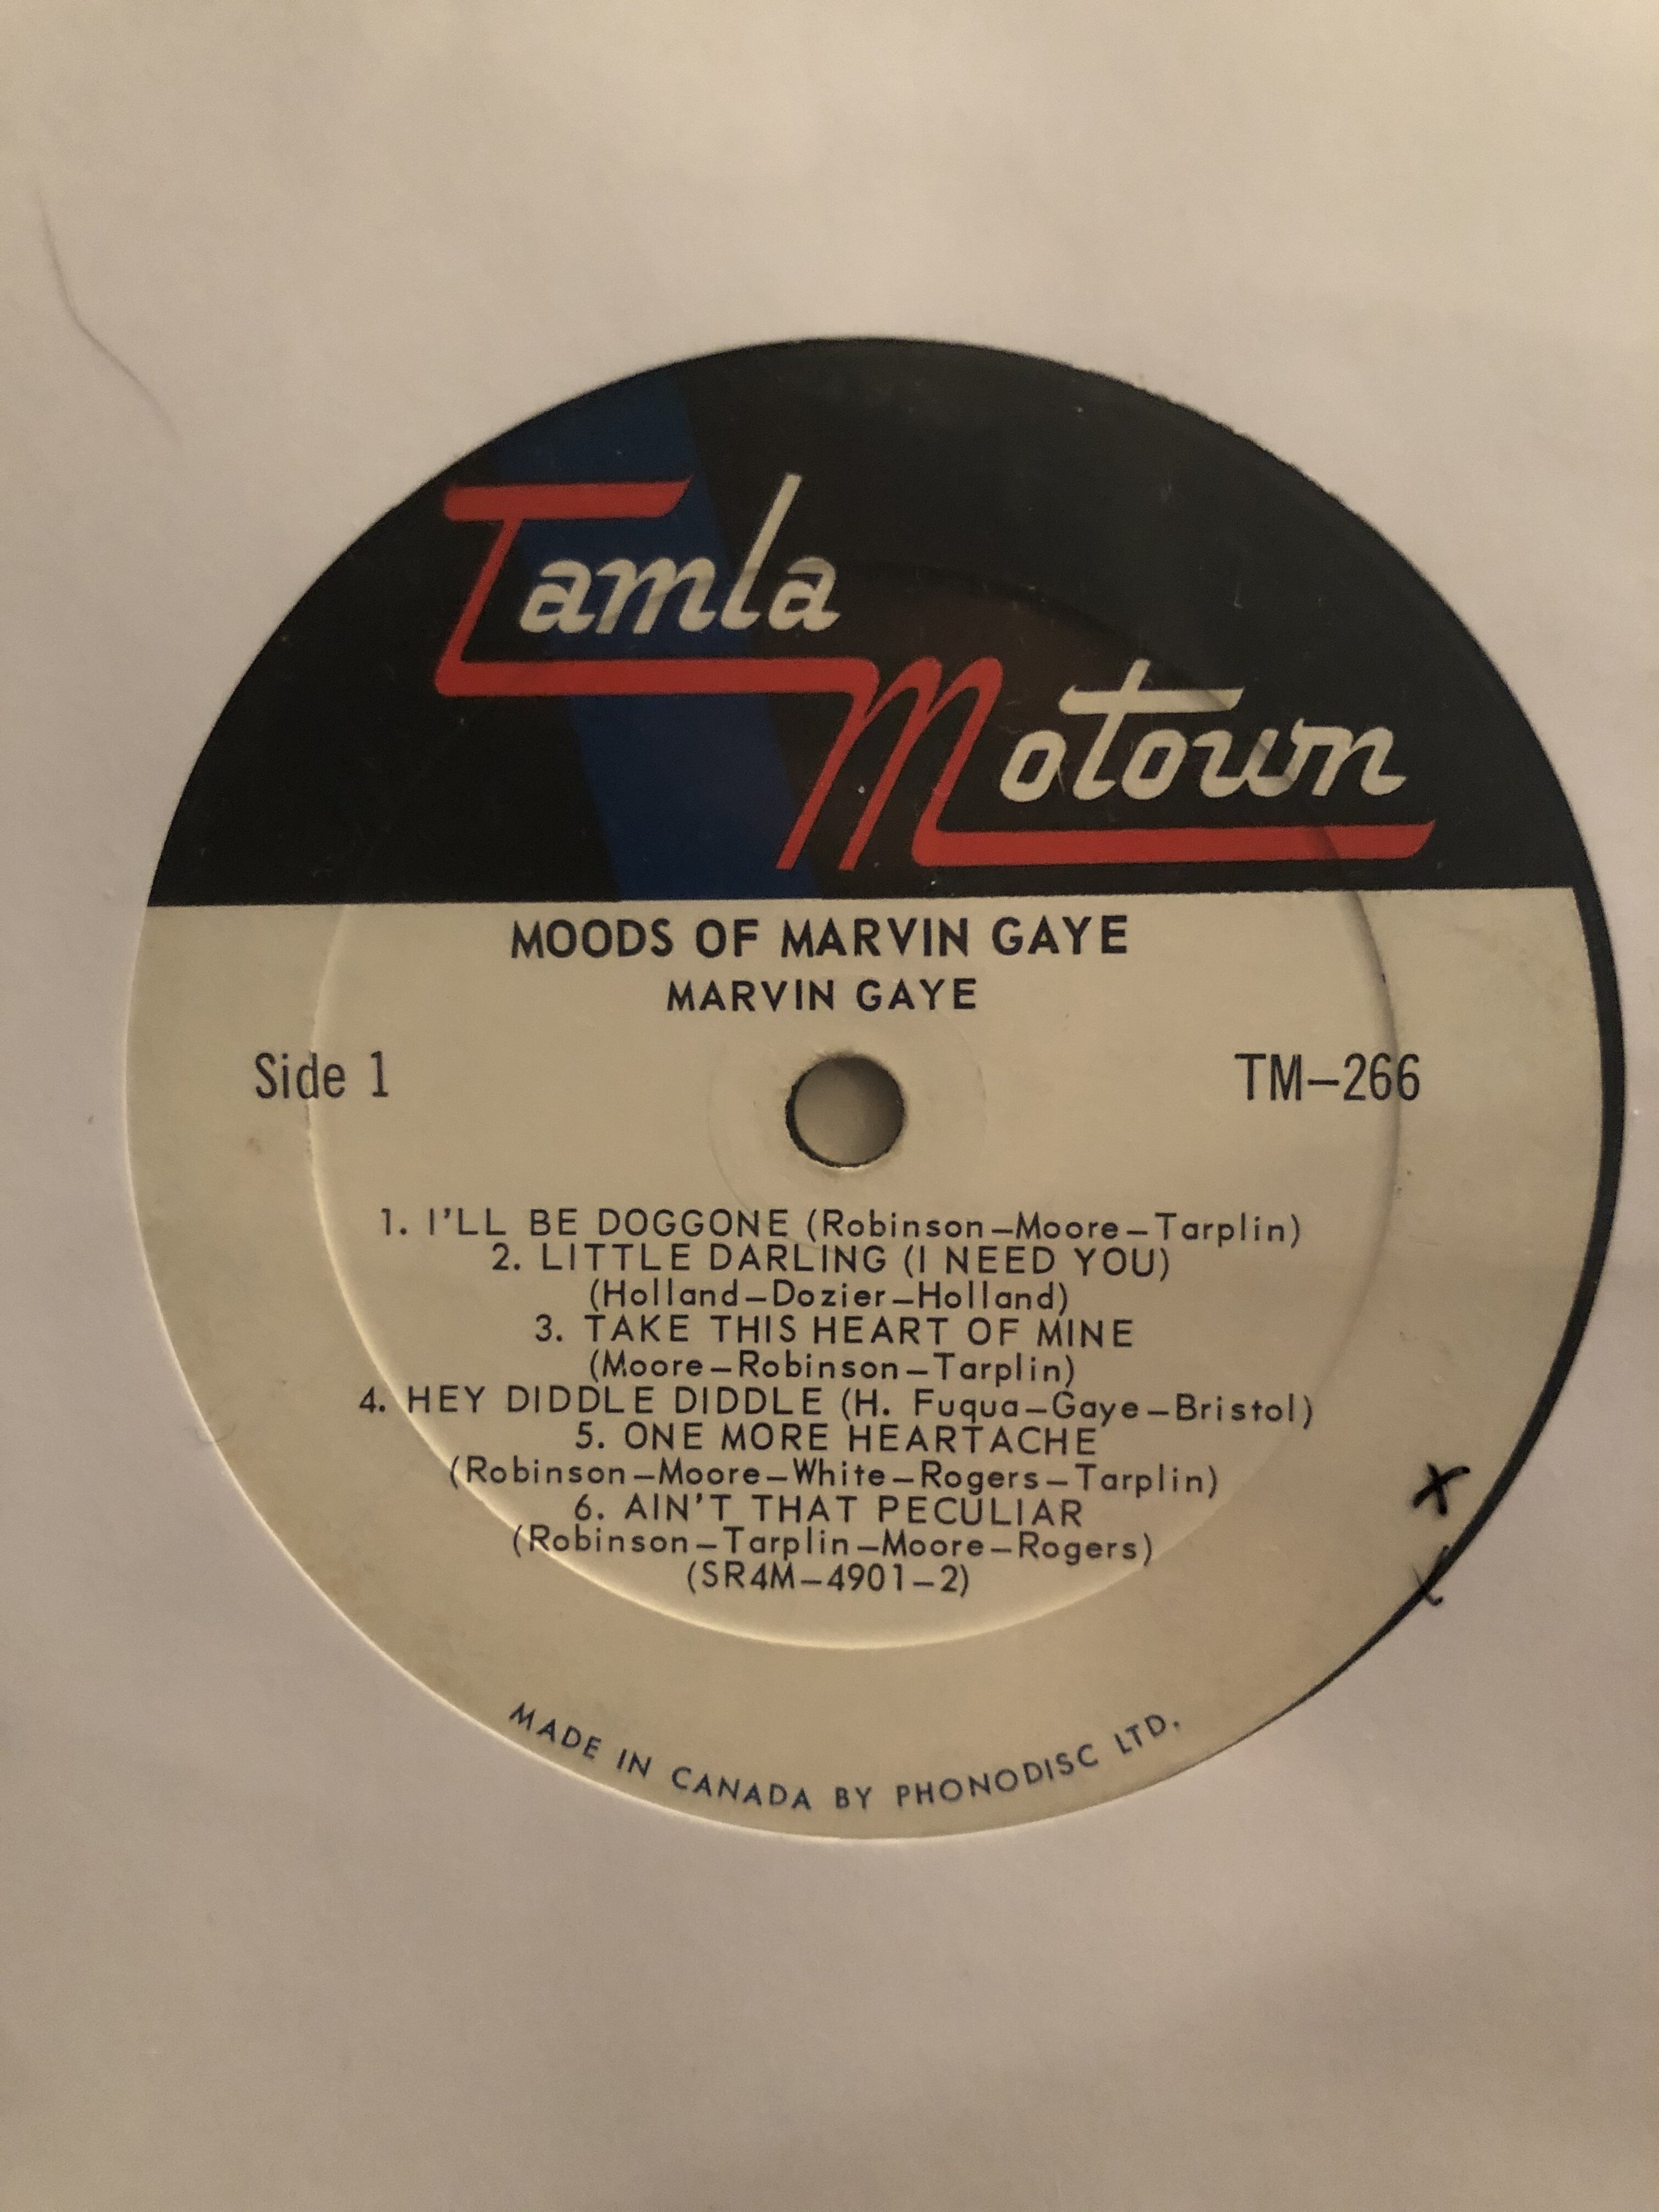 Tamla
Motown
MOODS OF MARVIN GAYE
MARVIN GAYE
Side 1
TM–266
1. I'LL BE DOGGONE (Robinson–Moore–Tarplin)
2. LITTLE DARLING (I NEED YOU)
(Holland–Dozier–Holland)
3. TAKE THIS HEART OF MINE
(Moore–Robinson–Tarplin)
4. HEY DIDDLE DIDDLE (H. Fuqua–Gaye–Bristol)
5. ONE MORE HEARTACHE
(Robinson–Moore–White–Rogers–Tarplin)
6. AIN'T THAT PECULIAR
(Robinson–Tarplin–Moore–Rogers)
(SR4M–4901–2)
X
MADE IN CANADA BY PHONODISC LTD.